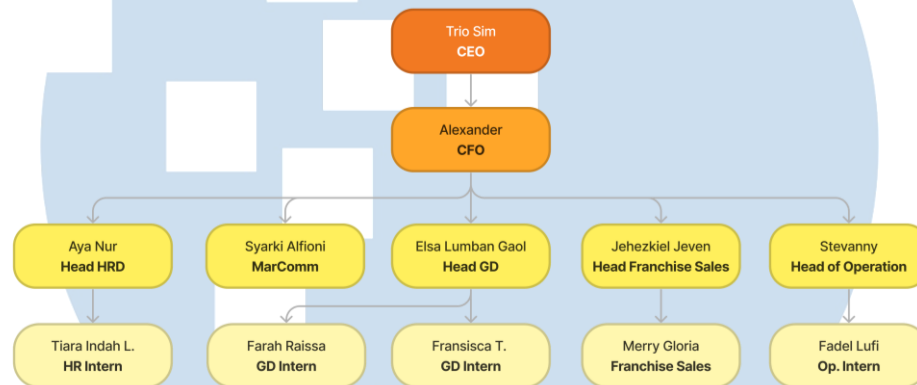 Trio Sim
CEO
Alexander
CFO
Aya Nur
Head HRD
Syarki Alfioni
MarComm
Elsa Lumban Gaol
Head GD
Jehezkiel Jeven
Head Franchise Sales
Stevanny
Head of Operation
Tiara Indah L.
HR Intern
Farah Raissa
GD Intern
Fransisca T.
GD Intern
Merry Gloria
Franchise Sales
Fadel Lufi
Op. Intern